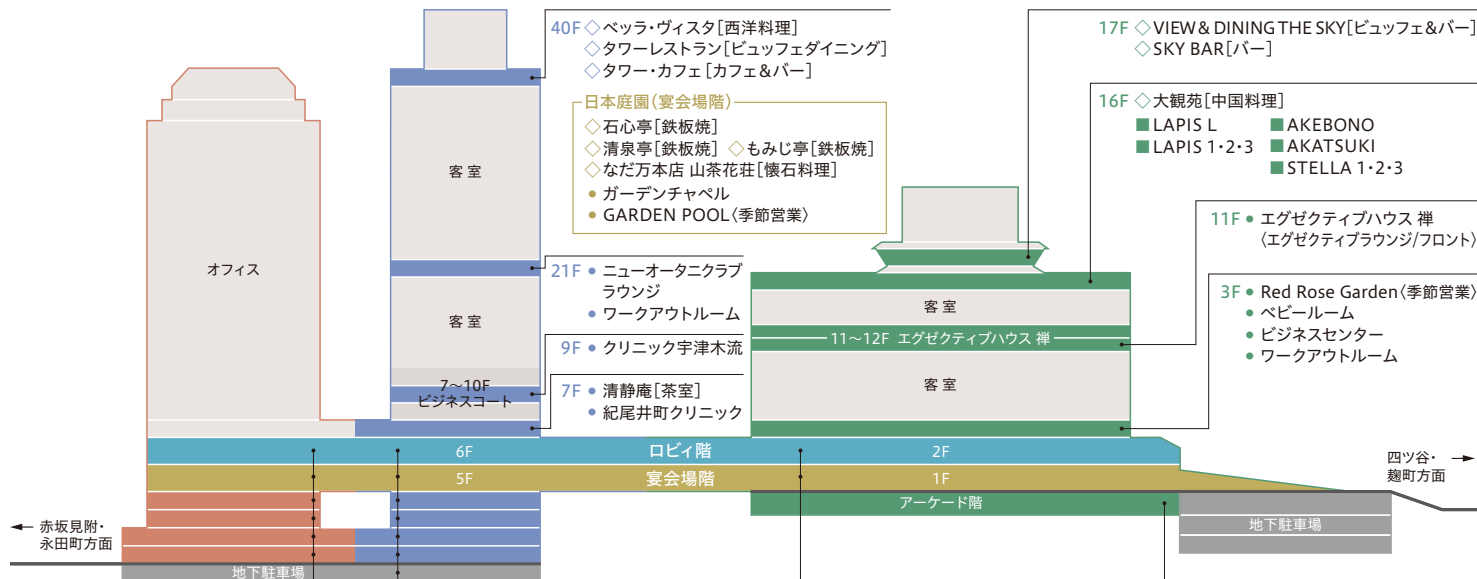 40F ◇ ベッラ・ヴィスタ[西洋料理]
◇ タワーレストラン[ビュッフェダイニング]
◇ タワー・カフェ[カフェ&バー]
日本庭園(宴会場階)
◇ 石心亭[鉄板焼]
◇ 清泉亭[鉄板焼] ◇ もみじ亭[鉄板焼]
◇ なだ万本店 山茶花荘[懐石料理]
● ガーデンチャペル
● GARDEN POOL〈季節営業〉
21F ● ニューオータニクラブ
ラウンジ
● ワークアウトルーム
9F ● クリニック宇津木流
7F ● 清静庵[茶室]
● 紀尾井町クリニック
17F ◇ VIEW & DINING THE SKY[ビュッフェ&バー]
◇ SKY BAR[バー]
16F ◇ 大観苑[中国料理]
■ LAPIS L ■ AKEBONO
■ LAPIS 1・2・3 ■ AKATSUKI
■ STELLA 1・2・3
11F ● エグゼクティブハウス 禅
〈エグゼクティブラウンジ/フロント〉
3F ● Red Rose Garden〈季節営業〉
● ベビールーム
● ビジネスセンター
● ワークアウトルーム
オフィス
客室
客室
7〜10F
ビジネスコート
客室
11〜12F エグゼクティブハウス 禅
客室
6F ロビィ階 2F
5F 宴会場階 1F
アーケード階
四ツ谷・ →
麹町方面
← 赤坂見附・
永田町方面
地下駐車場
地下駐車場